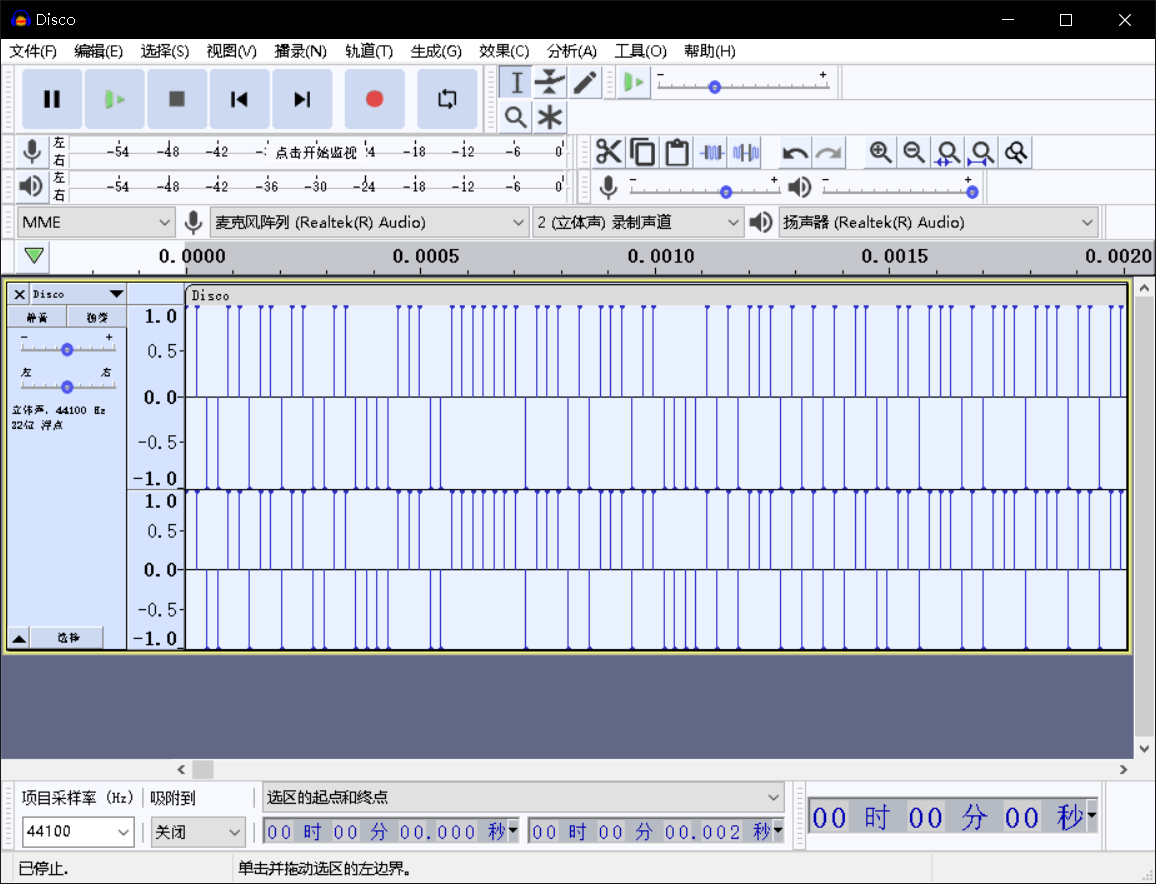 Disco
文件(F) 编辑(E) 选择(S) 视图(V) 播录(N) 轨道(T) 生成(G) 效果(C) 分析(A) 工具(O) 帮助(H)
- +
左 右 -54 -48 -42 - 点击开始监视 4 -18 -12 -6 0
左 右 -54 -48 -42 -36 -30 -24 -18 -12 -6 0
- + - +
MME 麦克风阵列 (Realtek(R) Audio) 2 (立体声) 录制声道 扬声器 (Realtek(R) Audio)
0.0000 0.0005 0.0010 0.0015 0.0020
Disco
Disco
静音 独奏
- +
左 右
立体声, 44100 Hz
32位 浮点
选择
1.0
0.5
0.0
-0.5
-1.0
1.0
0.5
0.0
-0.5
-1.0
项目采样率 (Hz) 吸附到 选区的起点和终点
44100 关闭 00 时 00 分 00.000 秒 00 时 00 分 00.002 秒 00 时 00 分 00 秒
已停止. 单击并拖动选区的左边界。